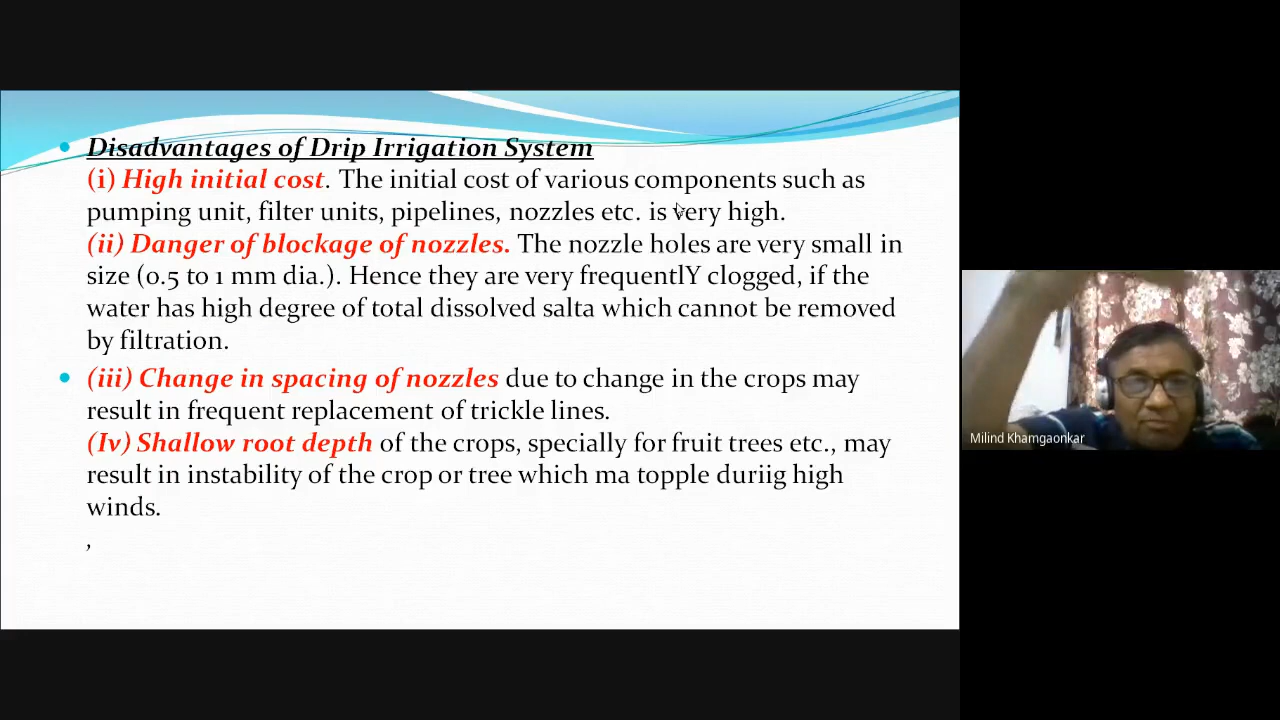 Disadvantages of Drip Irrigation System
(i) High initial cost. The initial cost of various components such as
pumping unit, filter units, pipelines, nozzles etc. is very high.
(ii) Danger of blockage of nozzles. The nozzle holes are very small in
size (0.5 to 1 mm dia.). Hence they are very frequentlY clogged, if the
water has high degree of total dissolved salta which cannot be removed
by filtration.
(iii) Change in spacing of nozzles due to change in the crops may
result in frequent replacement of trickle lines.
(Iv) Shallow root depth of the crops, specially for fruit trees etc., may
result in instability of the crop or tree which ma topple duriig high
winds.
,
Milind Khamgaonkar